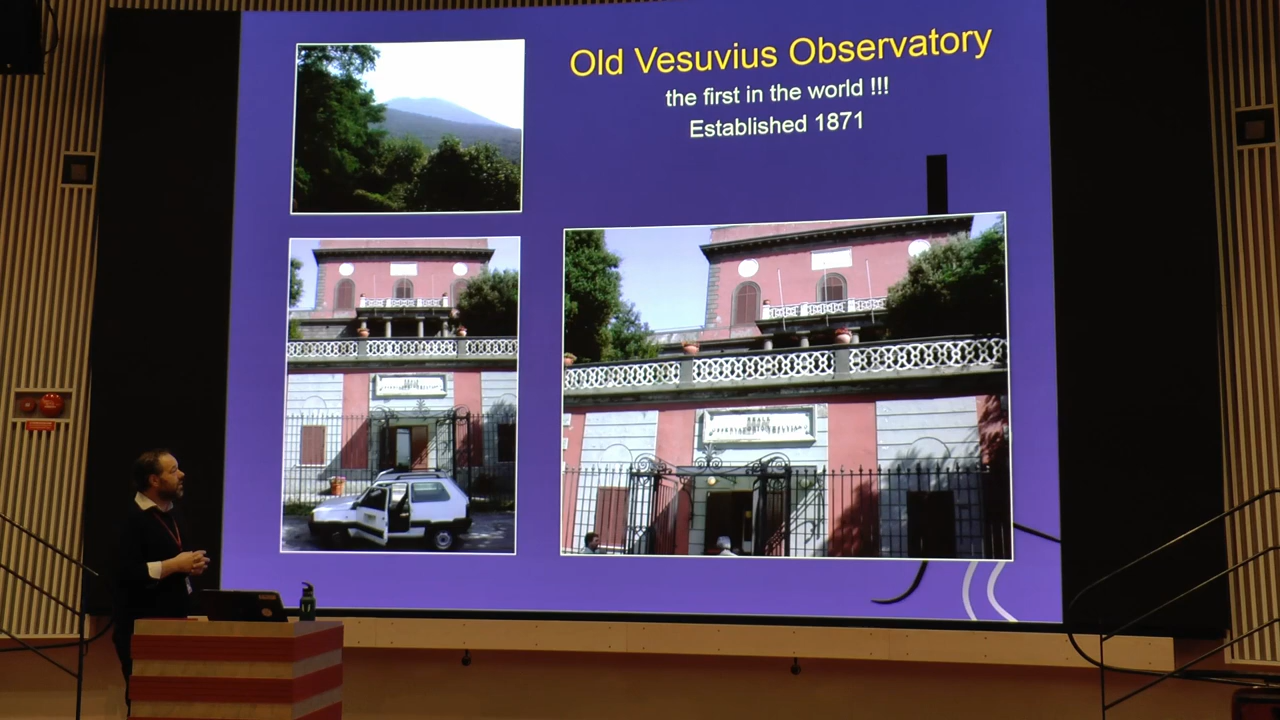 Old Vesuvius Observatory
the first in the world !!!
Established 1871